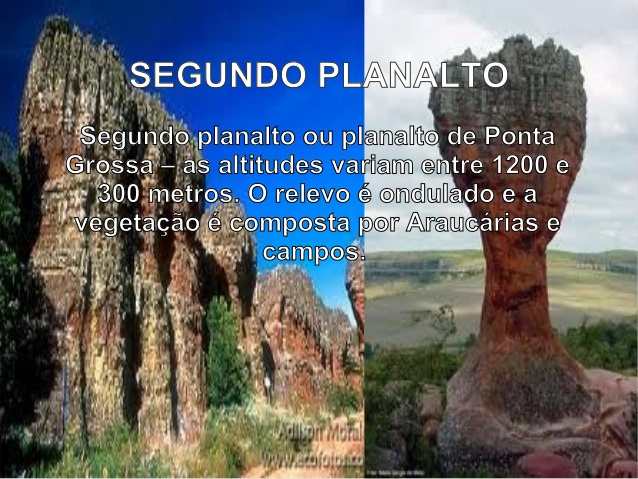 SEGUNDO PLANALTO
Segundo planalto ou planalto de Ponta
Grossa – as altitudes variam entre 1200 e
300 metros. O relevo é ondulado e a
vegetação é composta por Araucárias e
campos.